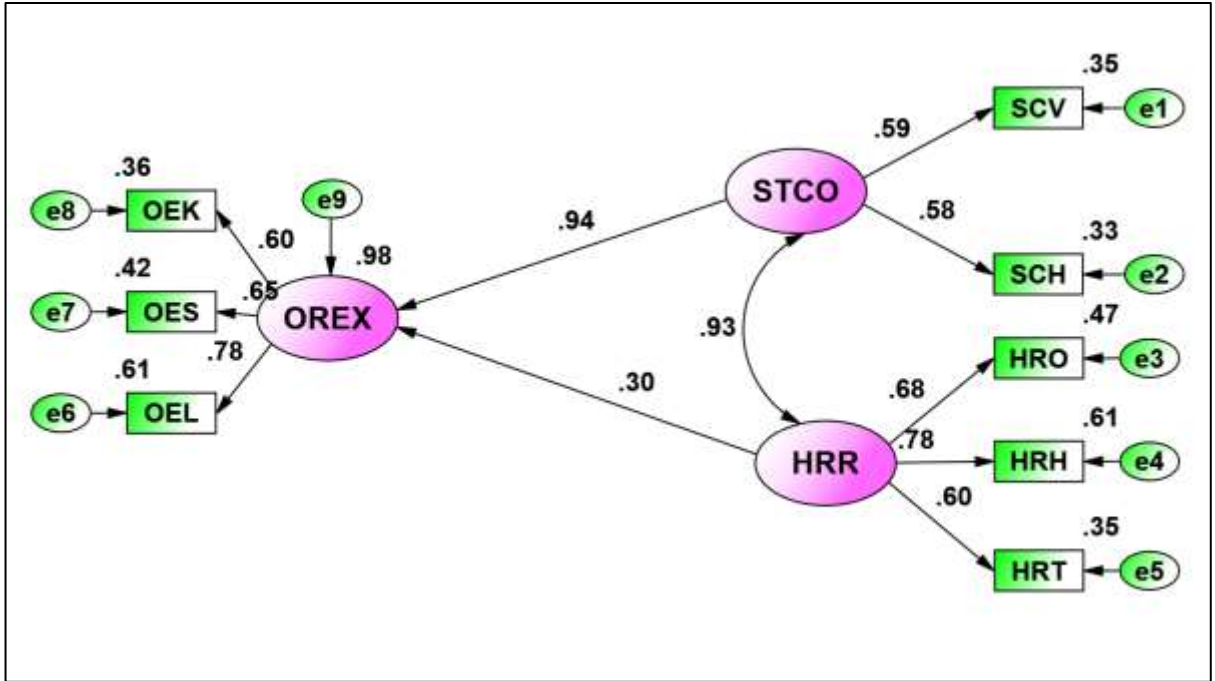 .35
SCV
e1
.59
STCO
.36
e8
OEK
e9
.60
.94
.98
.58
.33
SCH
e2
.42
e7
OES
.65
OREX
.93
.47
HRO
e3
.78
.61
e6
OEL
.30
.68
.78
.61
HRR
HRH
e4
.60
.35
HRT
e5